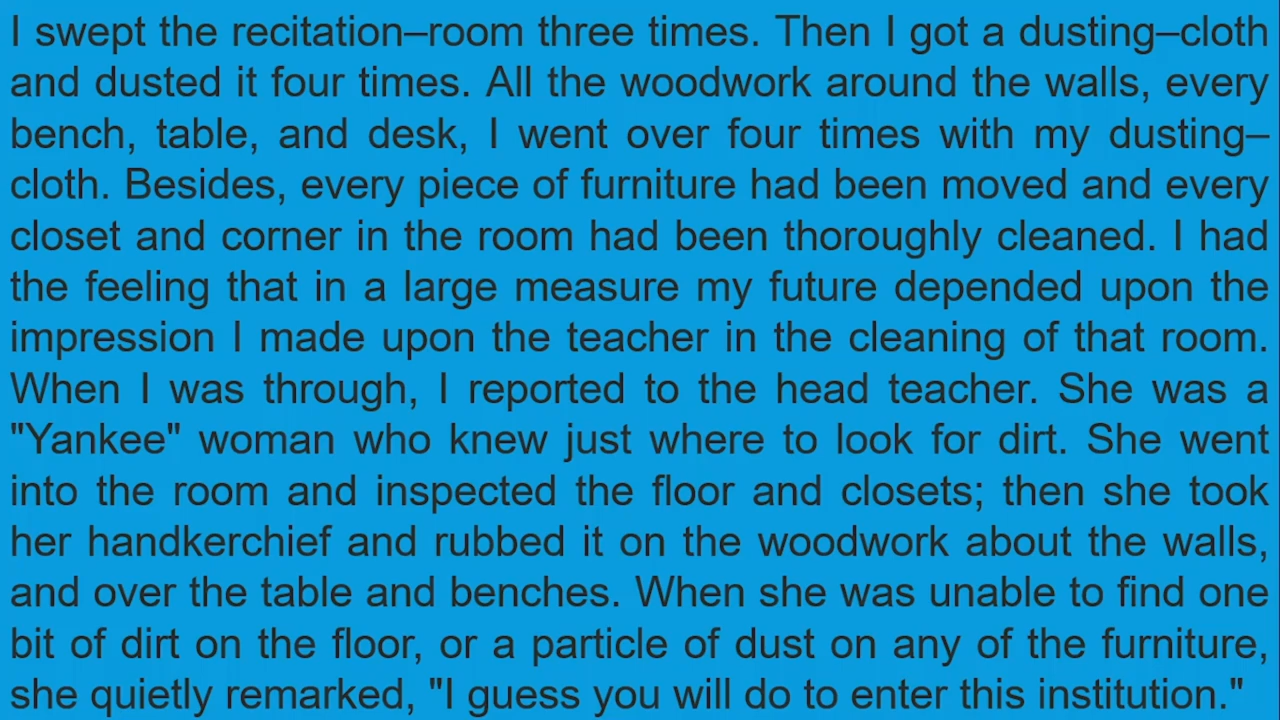 I swept the recitation–room three times. Then I got a dusting–cloth
and dusted it four times. All the woodwork around the walls, every
bench, table, and desk, I went over four times with my dusting–
cloth. Besides, every piece of furniture had been moved and every
closet and corner in the room had been thoroughly cleaned. I had
the feeling that in a large measure my future depended upon the
impression I made upon the teacher in the cleaning of that room.
When I was through, I reported to the head teacher. She was a
"Yankee" woman who knew just where to look for dirt. She went
into the room and inspected the floor and closets; then she took
her handkerchief and rubbed it on the woodwork about the walls,
and over the table and benches. When she was unable to find one
bit of dirt on the floor, or a particle of dust on any of the furniture,
she quietly remarked, "I guess you will do to enter this institution."